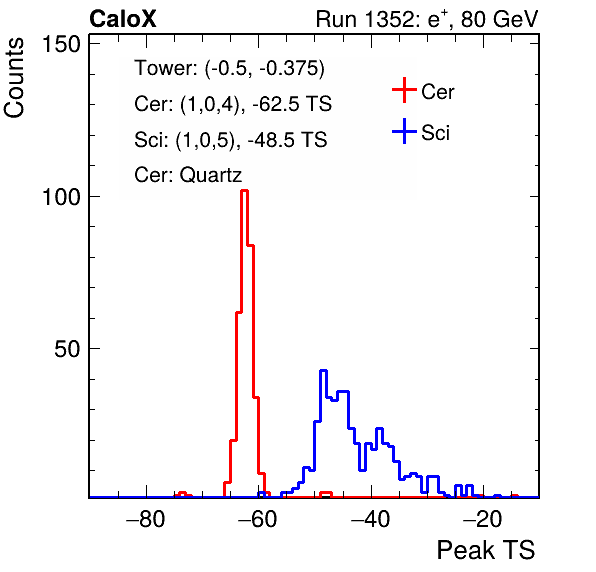 CaloX Run 1352: e⁺, 80 GeV
Counts
150
100
50
Tower: (-0.5, -0.375)
Cer: (1,0,4), -62.5 TS
Sci: (1,0,5), -48.5 TS
Cer: Quartz
Cer
Sci
−80 −60 −40 −20
Peak TS